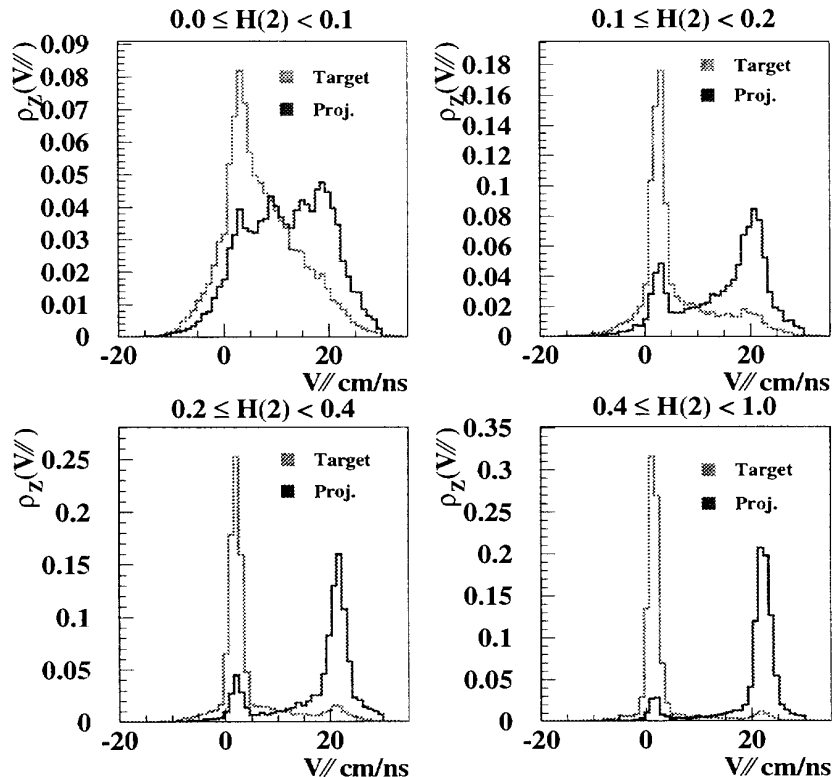 0.0 ≤ H(2) < 0.1
ρZ(V//)
0.09
0.08
0.07
0.06
0.05
0.04
0.03
0.02
0.01
0
Target
Proj.
-20 0 20
V// cm/ns
0.1 ≤ H(2) < 0.2
ρZ(V//)
0.18
0.16
0.14
0.12
0.1
0.08
0.06
0.04
0.02
0
Target
Proj.
-20 0 20
V// cm/ns
0.2 ≤ H(2) < 0.4
ρZ(V//)
0.25
0.2
0.15
0.1
0.05
0
Target
Proj.
-20 0 20
V// cm/ns
0.4 ≤ H(2) < 1.0
ρZ(V//)
0.35
0.3
0.25
0.2
0.15
0.1
0.05
0
Target
Proj.
-20 0 20
V// cm/ns